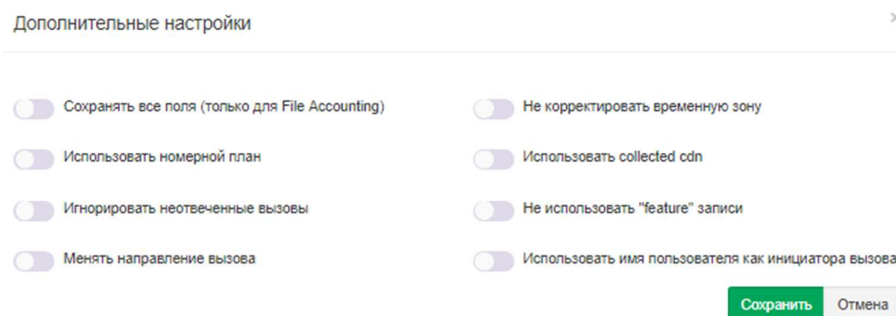 Дополнительные настройки
Сохранять все поля (только для File Accounting)
Не корректировать временную зону
Использовать номерной план
Использовать collected cdn
Игнорировать неотвеченные вызовы
Не использовать "feature" записи
Менять направление вызова
Использовать имя пользователя как инициатора вызова
Сохранить
Отмена